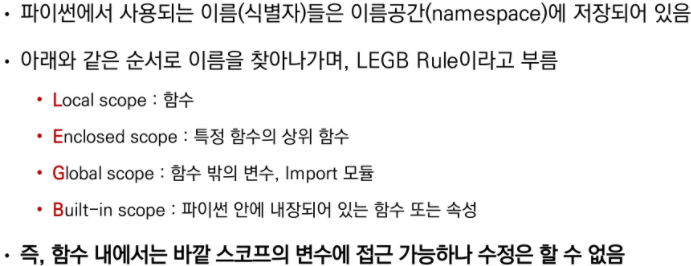 • 파이썬에서 사용되는 이름(식별자)들은 이름공간(namespace)에 저장되어 있음
• 아래와 같은 순서로 이름을 찾아나가며, LEGB Rule이라고 부름
• Local scope : 함수
• Enclosed scope : 특정 함수의 상위 함수
• Global scope : 함수 밖의 변수, Import 모듈
• Built-in scope : 파이썬 안에 내장되어 있는 함수 또는 속성
• 즉, 함수 내에서는 바깥 스코프의 변수에 접근 가능하나 수정은 할 수 없음